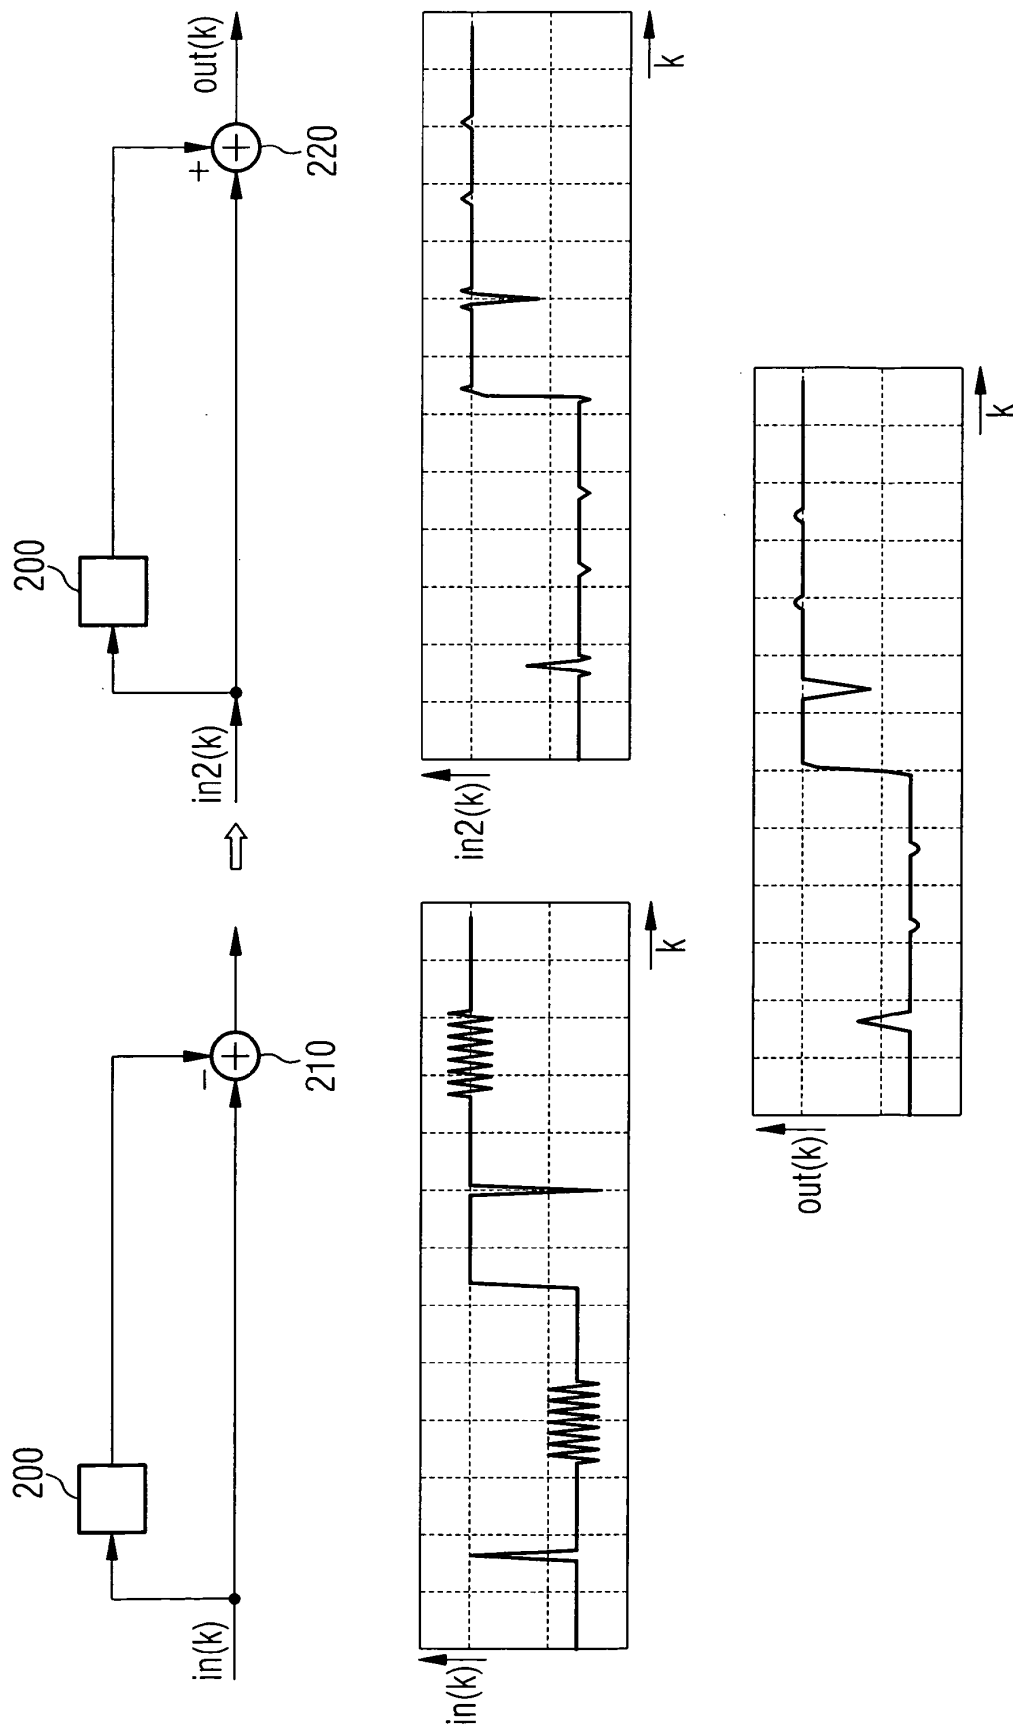 in(k)
200
−
+
210
in2(k)
200
+
+
220
out(k)
in(k)
k
in2(k)
k
out(k)
k